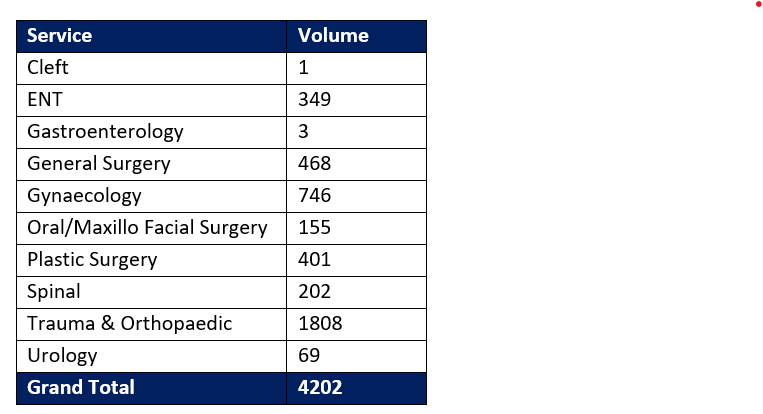 Service Volume
Cleft 1
ENT 349
Gastroenterology 3
General Surgery 468
Gynaecology 746
Oral/Maxillo Facial Surgery 155
Plastic Surgery 401
Spinal 202
Trauma & Orthopaedic 1808
Urology 69
Grand Total 4202